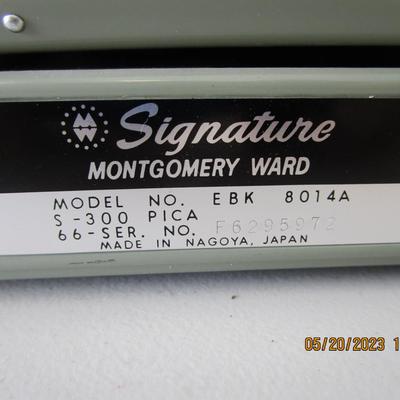 MW Signature
MONTGOMERY WARD
MODEL NO. EBK 8014A
S-300 PICA
66-SER. NO. F6295972
MADE IN NAGOYA, JAPAN
05/20/2023 1